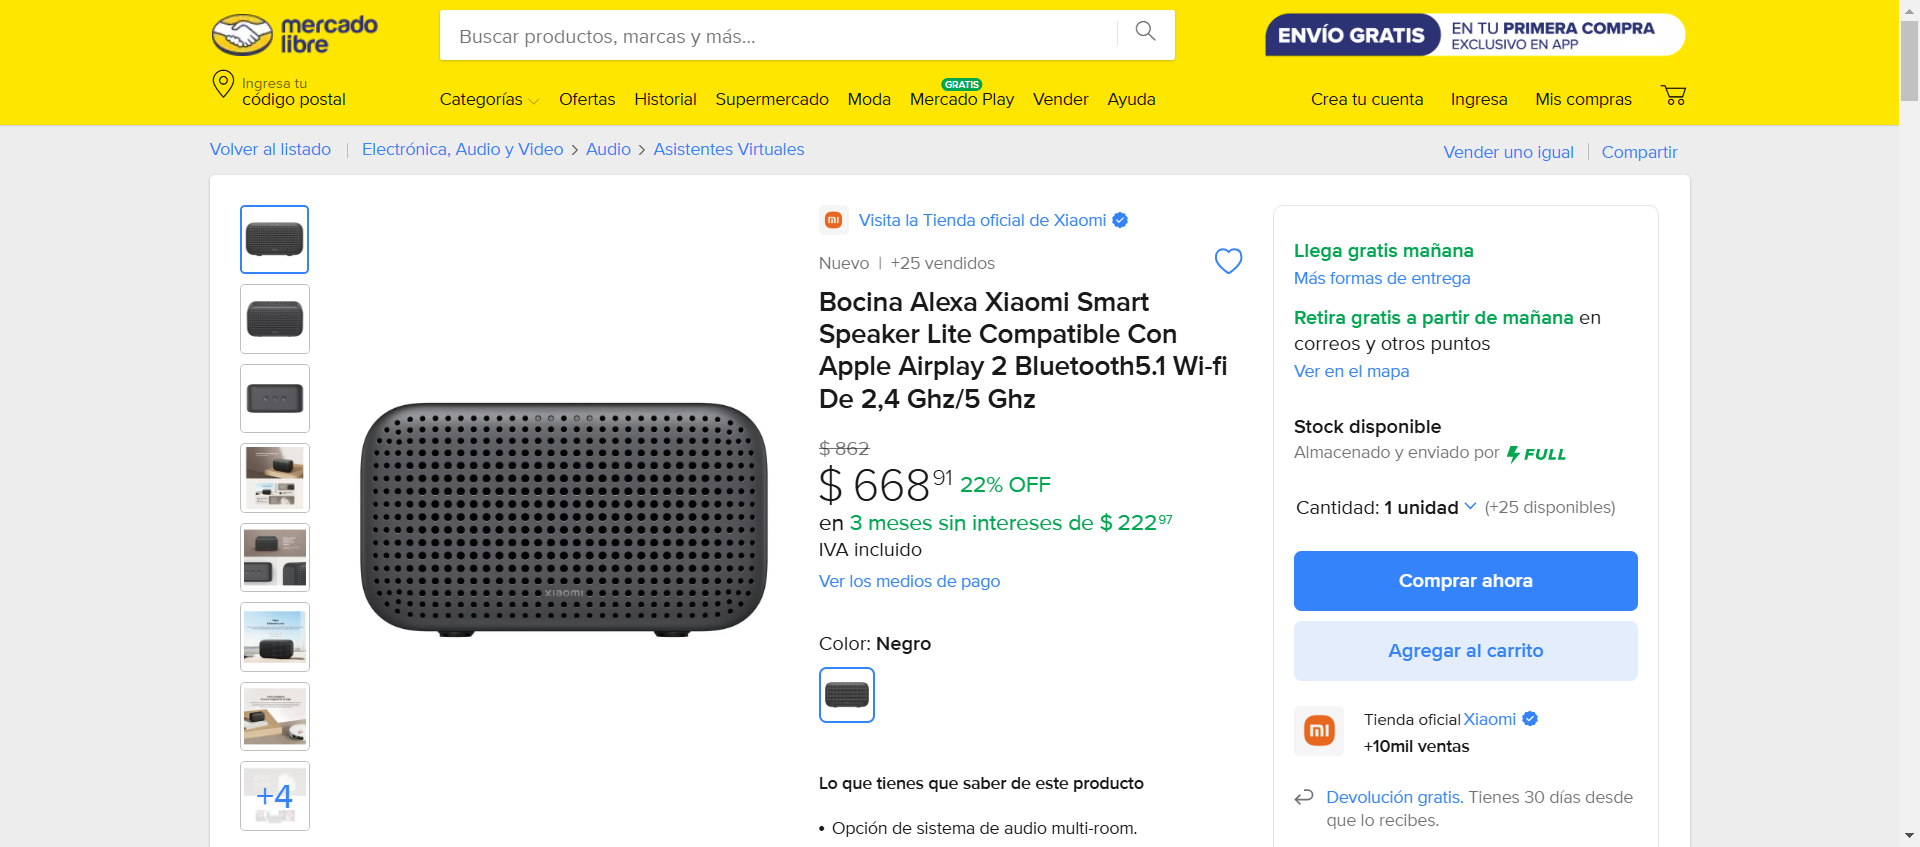 mercado
libre
Buscar productos, marcas y más...
ENVÍO GRATIS EN TU PRIMERA COMPRA
EXCLUSIVO EN APP
Ingresa tu
código postal
Categorías Ofertas Historial Supermercado Moda Mercado Play GRATIS Vender Ayuda
Crea tu cuenta Ingresa Mis compras
Volver al listado | Electrónica, Audio y Video > Audio > Asistentes Virtuales
Vender uno igual | Compartir
+4
xiaomi
Visita la Tienda oficial de Xiaomi
Nuevo | +25 vendidos
Bocina Alexa Xiaomi Smart
Speaker Lite Compatible Con
Apple Airplay 2 Bluetooth5.1 Wi-fi
De 2,4 Ghz/5 Ghz
$ 862
$ 668 91 22% OFF
en 3 meses sin intereses de $ 222 97
IVA incluido
Ver los medios de pago
Color: Negro
Lo que tienes que saber de este producto
• Opción de sistema de audio multi-room.
Llega gratis mañana
Más formas de entrega
Retira gratis a partir de mañana en
correos y otros puntos
Ver en el mapa
Stock disponible
Almacenado y enviado por FULL
Cantidad: 1 unidad (+25 disponibles)
Comprar ahora
Agregar al carrito
Tienda oficial Xiaomi
+10mil ventas
Devolución gratis. Tienes 30 días desde
que lo recibes.